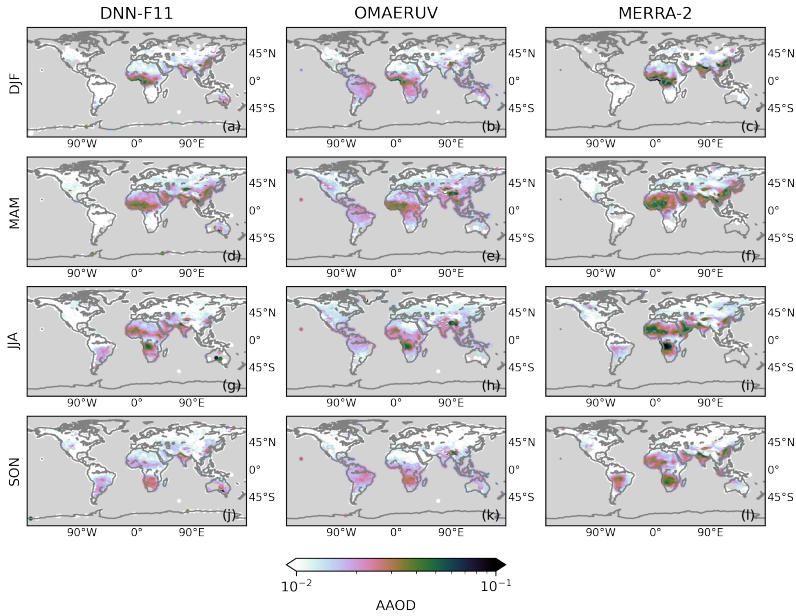 DNN-F11 OMAERUV MERRA-2
DJF (a) (b) 45°N 0° 45°S (c) 45°N 0° 45°S 45°N 0° 45°S
90°W 0° 90°E 90°W 0° 90°E 90°W 0° 90°E
MAM (d) 45°N 0° 45°S (e) 45°N 0° 45°S (f) 45°N 0° 45°S
90°W 0° 90°E 90°W 0° 90°E 90°W 0° 90°E
JJA (g) 45°N 0° 45°S (h) 45°N 0° 45°S (i) 45°N 0° 45°S
90°W 0° 90°E 90°W 0° 90°E 90°W 0° 90°E
SON (j) 45°N 0° 45°S (k) 45°N 0° 45°S (l) 45°N 0° 45°S
90°W 0° 90°E 90°W 0° 90°E 90°W 0° 90°E
10⁻² 10⁻¹
AAOD